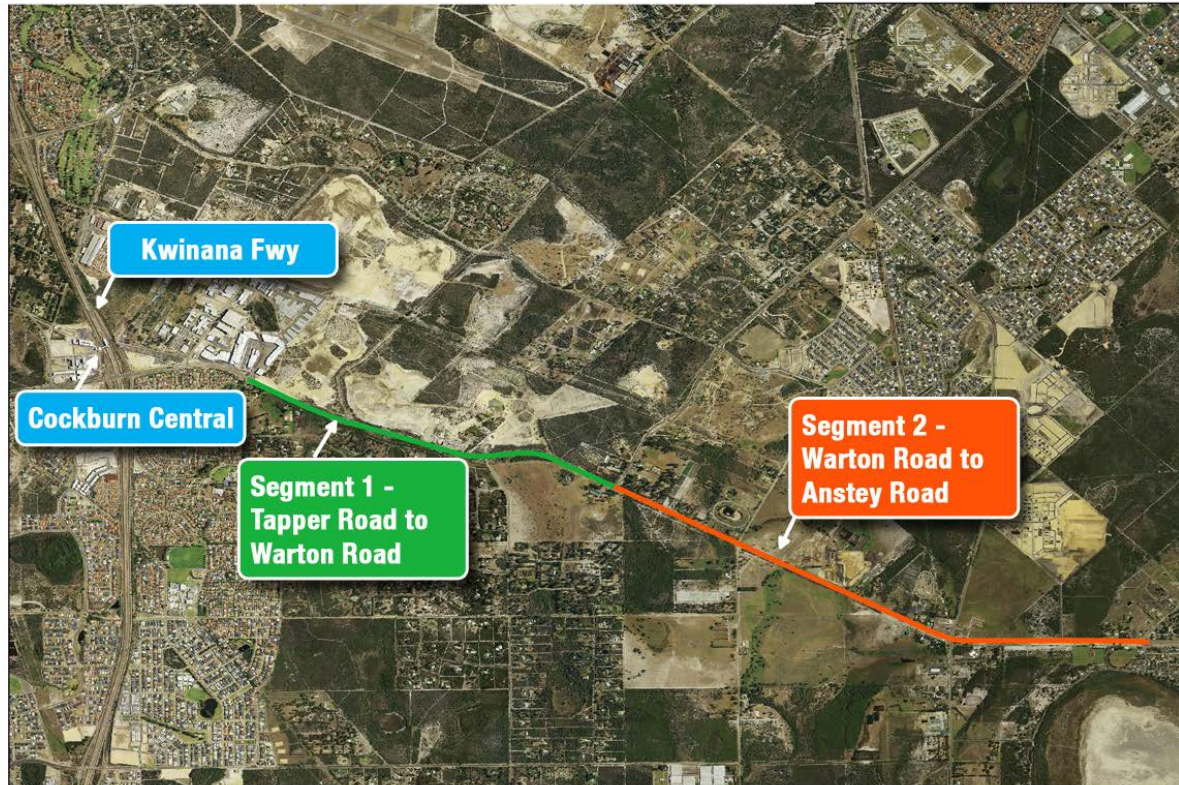 Kwinana Fwy
Cockburn Central
Segment 1 -
Tapper Road to
Warton Road
Segment 2 -
Warton Road to
Anstey Road